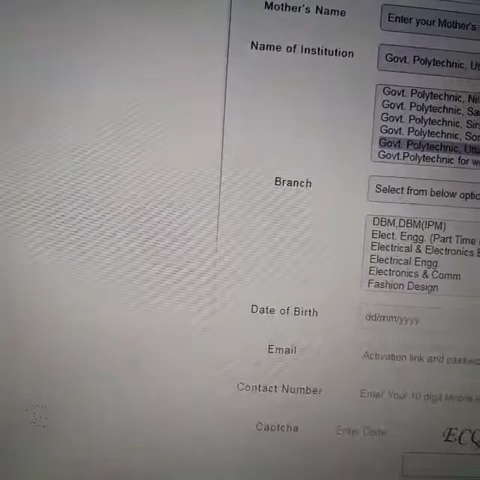 Mother's Name Enter your Mother's
Name of Institution Govt. Polytechnic,
Govt. Polytechnic,
Govt. Polytechnic,
Govt. Polytechnic,
Govt. Polytechnic,
Govt. Polytechnic,
Govt.Polytechnic for
Branch Select from below
DBM,DBM(IPM)
Elect. Engg. (Part Time
Electrical & Electronics
Electrical Engg.
Electronics & Comm.
Fashion Design
Date of Birth dd/mm/yyyy
Email Activation link and
Contact Number Enter Your 10 digit Mobile
Captcha Enter Code